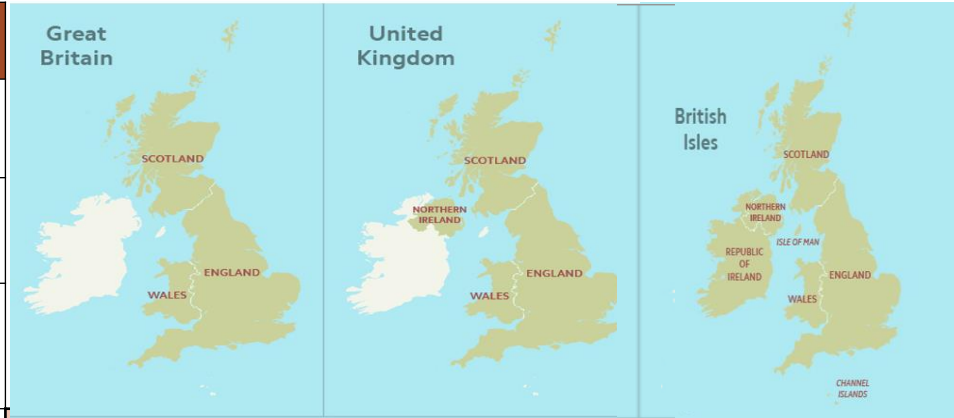 Great
Britain
SCOTLAND
ENGLAND
WALES
United
Kingdom
SCOTLAND
NORTHERN
IRELAND
ENGLAND
WALES
British
Isles
SCOTLAND
NORTHERN
IRELAND
ISLE OF MAN
REPUBLIC
OF
IRELAND
ENGLAND
WALES
CHANNEL
ISLANDS